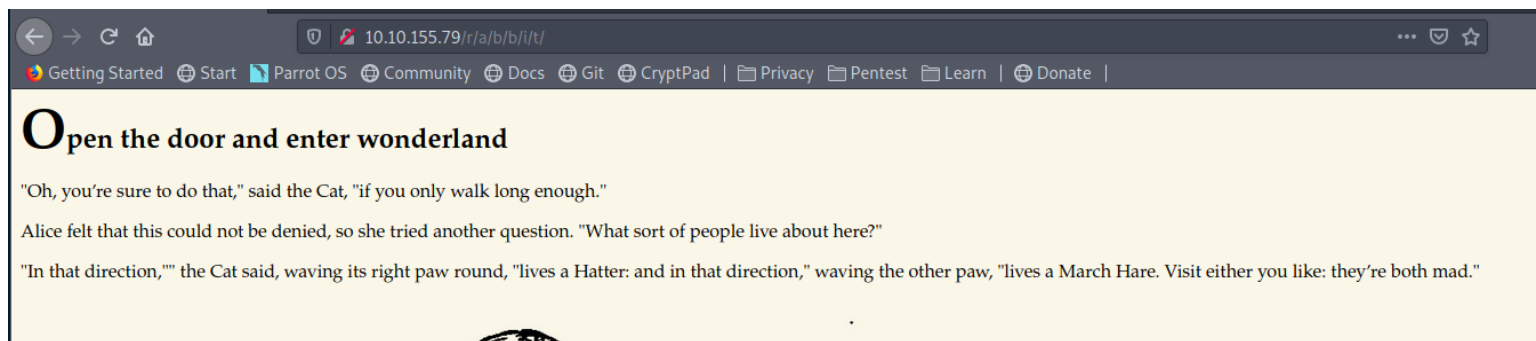 10.10.155.79/r/a/b/b/i/t/
Getting Started Start Parrot OS Community Docs Git CryptPad | Privacy Pentest Learn | Donate |
Open the door and enter wonderland
"Oh, you’re sure to do that," said the Cat, "if you only walk long enough."
Alice felt that this could not be denied, so she tried another question. "What sort of people live about here?"
"In that direction,"" the Cat said, waving its right paw round, "lives a Hatter: and in that direction," waving the other paw, "lives a March Hare. Visit either you like: they’re both mad."